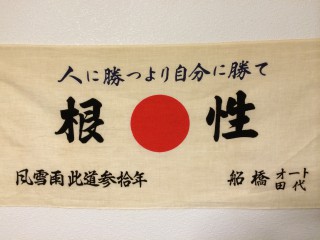 人に勝つより自分に勝て
根性
風雪雨此道参拾年
船橋オート
田代